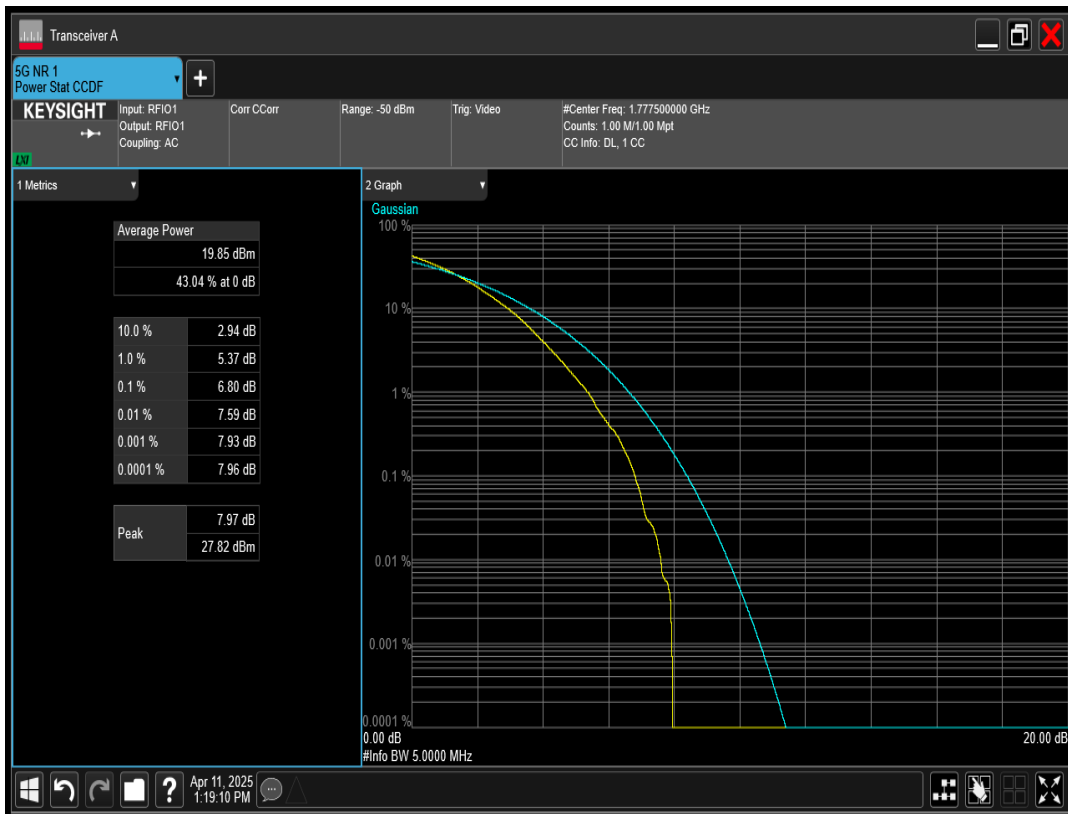 Transceiver A
5G NR 1
Power Stat CCDF
+
KEYSIGHT
LXI
Input: RFIO1
Output: RFIO1
Coupling: AC
Corr CCorr
Range: -50 dBm
Trig: Video
#Center Freq: 1.777500000 GHz
Counts: 1.00 M/1.00 Mpt
CC Info: DL, 1 CC
1 Metrics
Average Power
19.85 dBm
43.04 % at 0 dB
10.0 % 2.94 dB
1.0 % 5.37 dB
0.1 % 6.80 dB
0.01 % 7.59 dB
0.001 % 7.93 dB
0.0001 % 7.96 dB
Peak 7.97 dB
27.82 dBm
2 Graph
Gaussian
100 %
10 %
1 %
0.1 %
0.01 %
0.001 %
0.0001 %
0.00 dB 20.00 dB
#Info BW 5.0000 MHz
?
Apr 11, 2025
1:19:10 PM